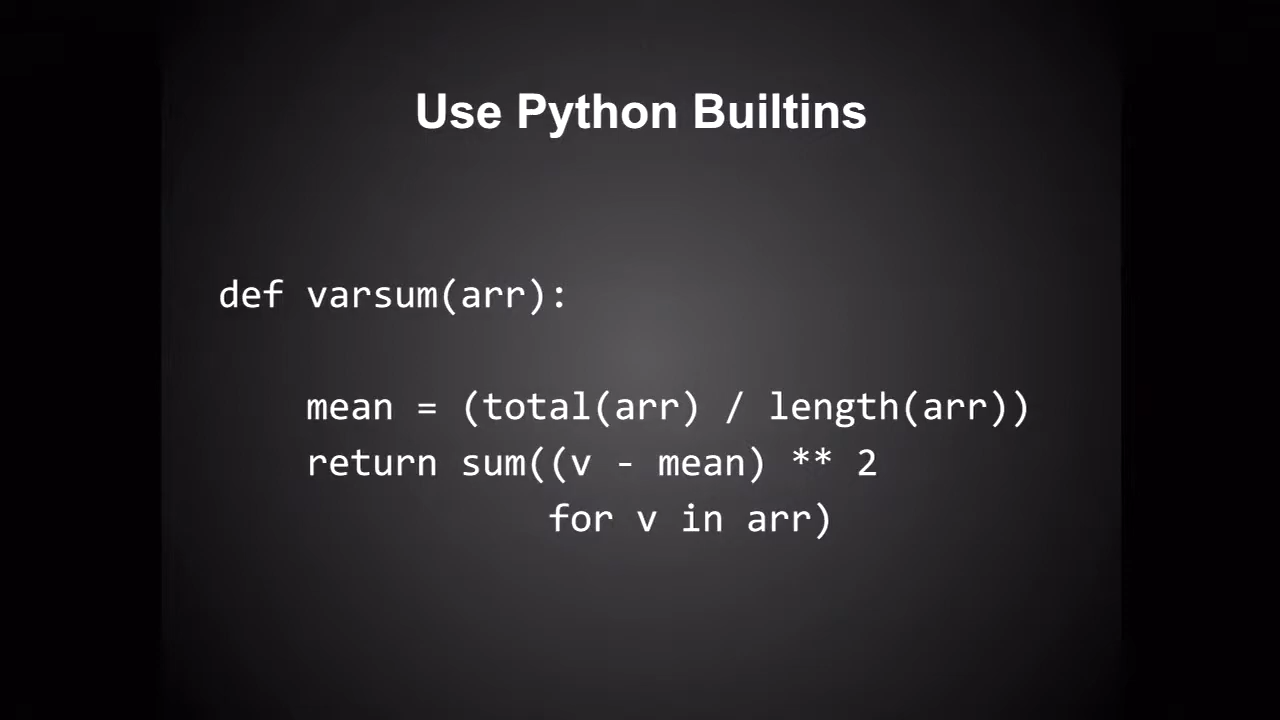 Use Python Builtins
def varsum(arr):
    mean = (total(arr) / length(arr))
    return sum((v - mean) ** 2
               for v in arr)